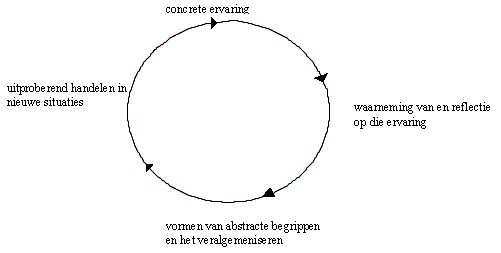 concrete ervaring
uitproberend handelen in
nieuwe situaties
waarneming van en reflectie
op die ervaring
vormen van abstracte begrippen
en het veralgemeniseren